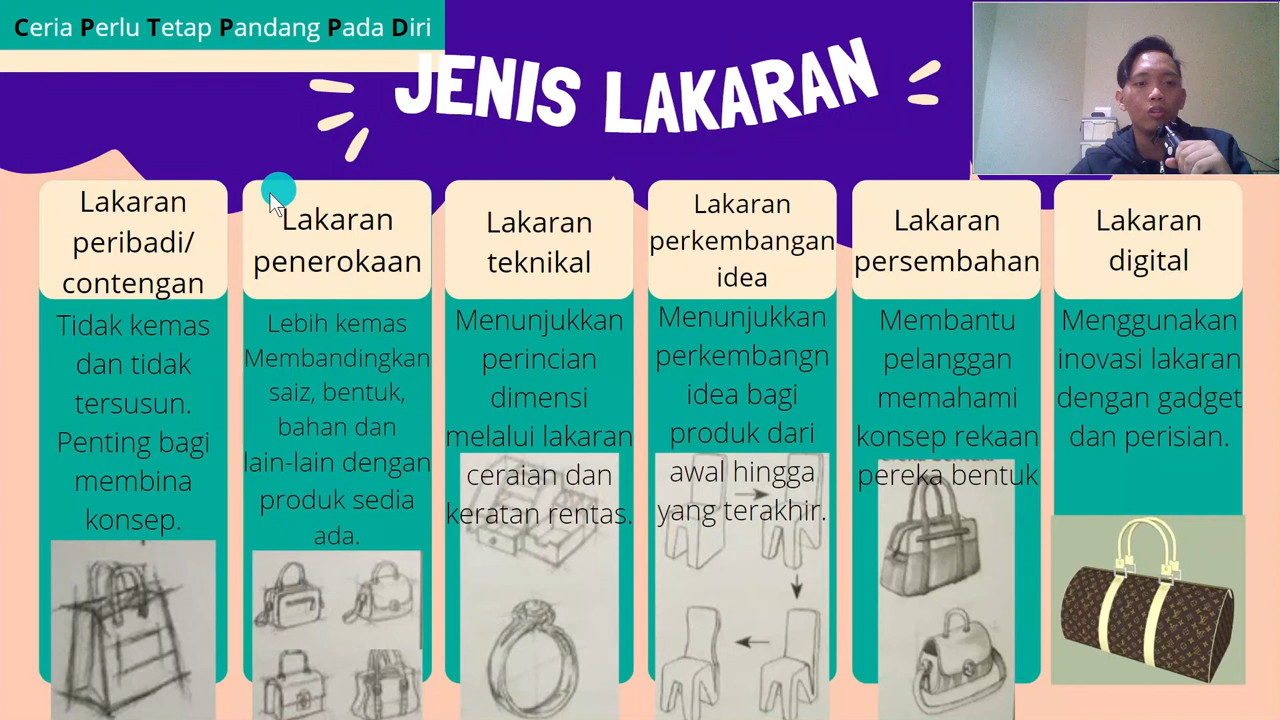 Ceria Perlu Tetap Pandang Pada Diri
JENIS LAKARAN
Lakaran
peribadi/
contengan
Tidak kemas
dan tidak
tersusun.
Penting bagi
membina
konsep.
Lakaran
penerokaan
Lebih kemas
Membandingkan
saiz, bentuk,
bahan dan
lain-lain dengan
produk sedia
ada.
Lakaran
teknikal
Menunjukkan
perincian
dimensi
melalui lakaran
ceraian dan
keratan rentas.
Lakaran
perkembangan
idea
Menunjukkan
perkembangn
idea bagi
produk dari
awal hingga
yang terakhir.
Lakaran
persembahan
Membantu
pelanggan
memahami
konsep rekaan
pereka bentuk
Lakaran
digital
Menggunakan
inovasi lakaran
dengan gadget
dan perisian.